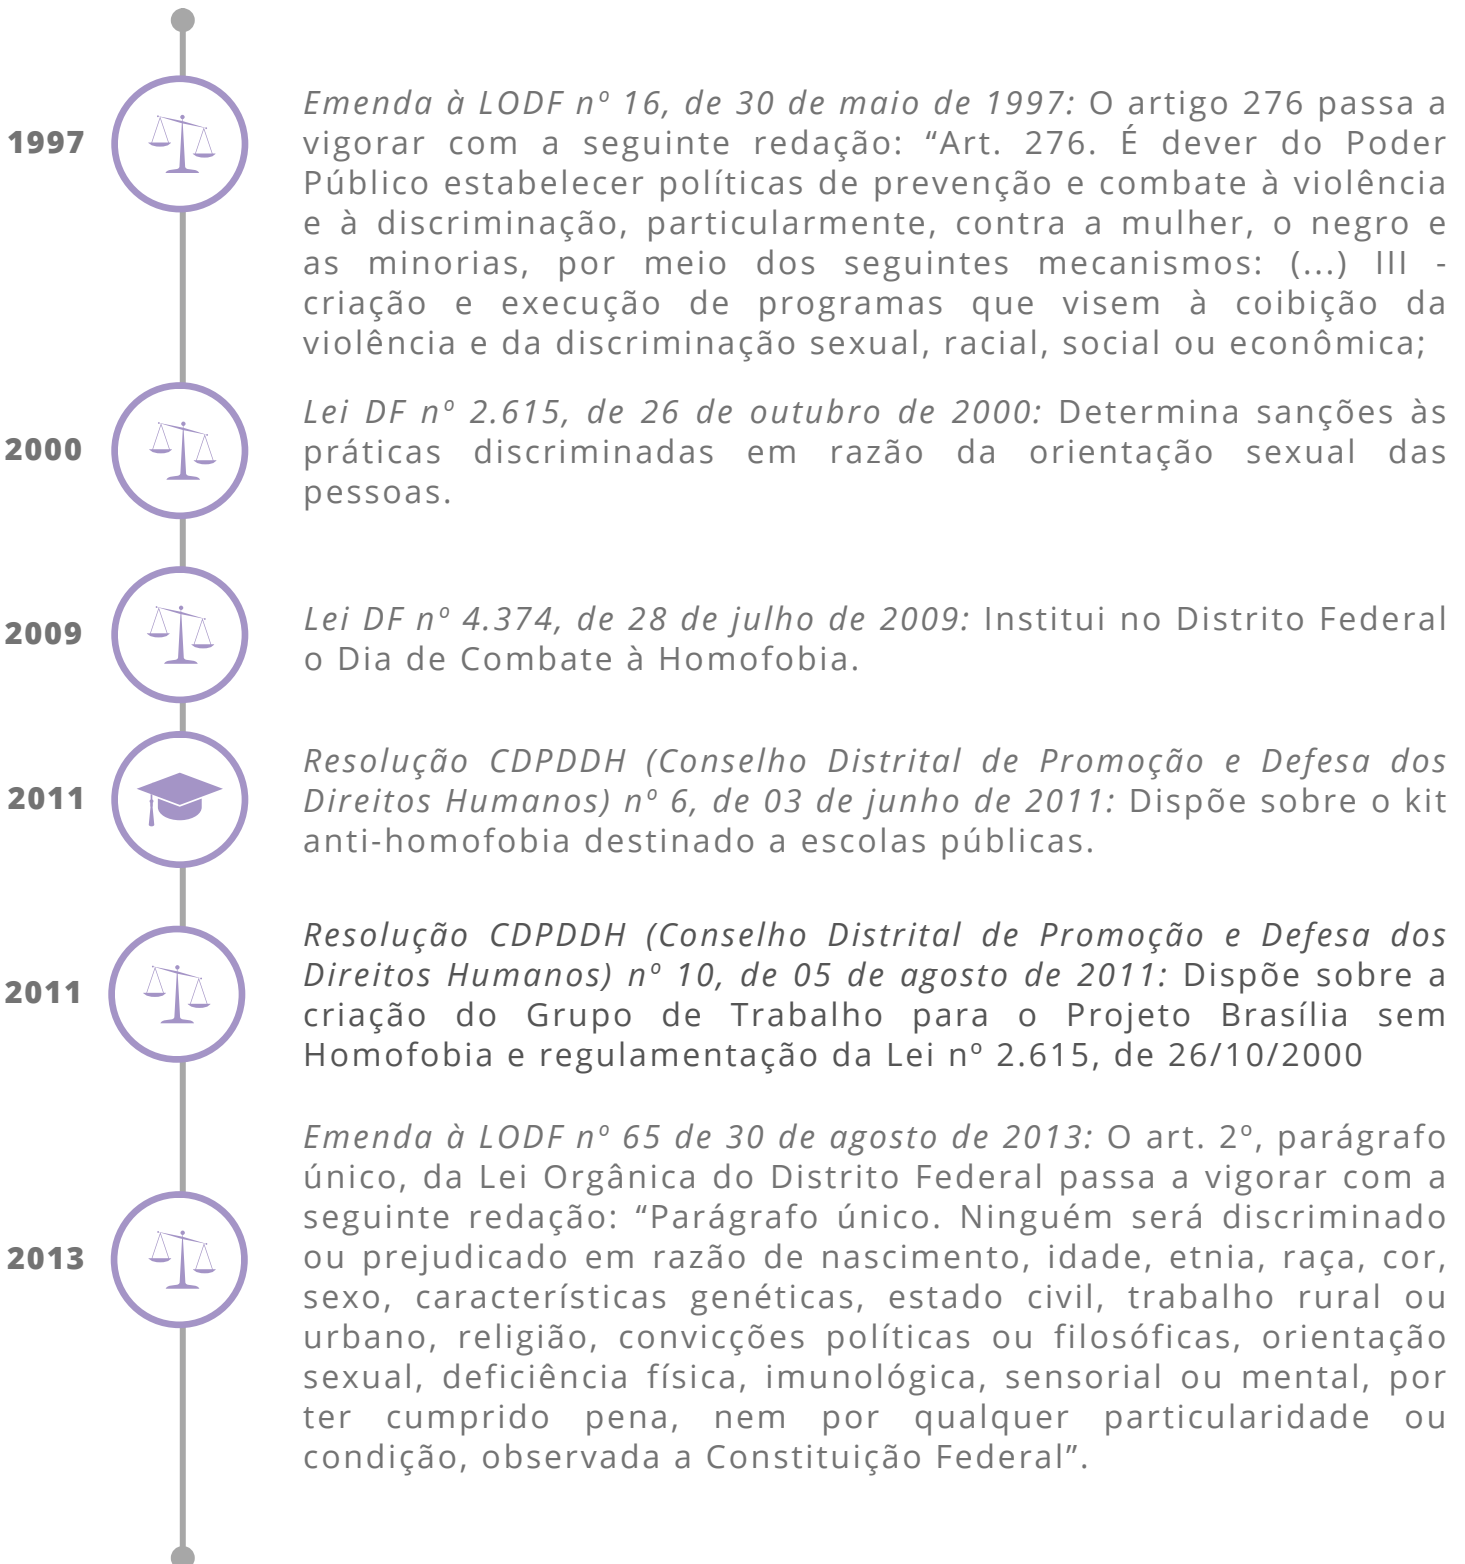 1997
Emenda à LODF nº 16, de 30 de maio de 1997: O artigo 276 passa a
vigorar com a seguinte redação: “Art. 276. É dever do Poder
Público estabelecer políticas de prevenção e combate à violência
e à discriminação, particularmente, contra a mulher, o negro e
as minorias, por meio dos seguintes mecanismos: (...) III -
criação e execução de programas que visem à coibição da
violência e da discriminação sexual, racial, social ou econômica;
2000
Lei DF nº 2.615, de 26 de outubro de 2000: Determina sanções às
práticas discriminadas em razão da orientação sexual das
pessoas.
2009
Lei DF nº 4.374, de 28 de julho de 2009: Institui no Distrito Federal
o Dia de Combate à Homofobia.
2011
Resolução CDPDDH (Conselho Distrital de Promoção e Defesa dos
Direitos Humanos) nº 6, de 03 de junho de 2011: Dispõe sobre o kit
anti-homofobia destinado a escolas públicas.
2011
Resolução CDPDDH (Conselho Distrital de Promoção e Defesa dos
Direitos Humanos) nº 10, de 05 de agosto de 2011: Dispõe sobre a
criação do Grupo de Trabalho para o Projeto Brasília sem
Homofobia e regulamentação da Lei nº 2.615, de 26/10/2000
2013
Emenda à LODF nº 65 de 30 de agosto de 2013: O art. 2º, parágrafo
único, da Lei Orgânica do Distrito Federal passa a vigorar com a
seguinte redação: “Parágrafo único. Ninguém será discriminado
ou prejudicado em razão de nascimento, idade, etnia, raça, cor,
sexo, características genéticas, estado civil, trabalho rural ou
urbano, religião, convicções políticas ou filosóficas, orientação
sexual, deficiência física, imunológica, sensorial ou mental, por
ter cumprido pena, nem por qualquer particularidade ou
condição, observada a Constituição Federal”.